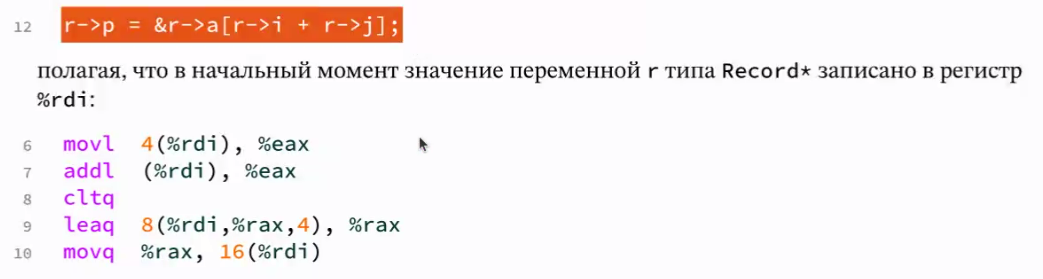 12 r->p = &r->a[r->i + r->j];
полагая, что в начальный момент значение переменной r типа Record* записано в регистр
%rdi:
6 movl 4(%rdi), %eax
7 addl (%rdi), %eax
8 cltq
9 leaq 8(%rdi,%rax,4), %rax
10 movq %rax, 16(%rdi)